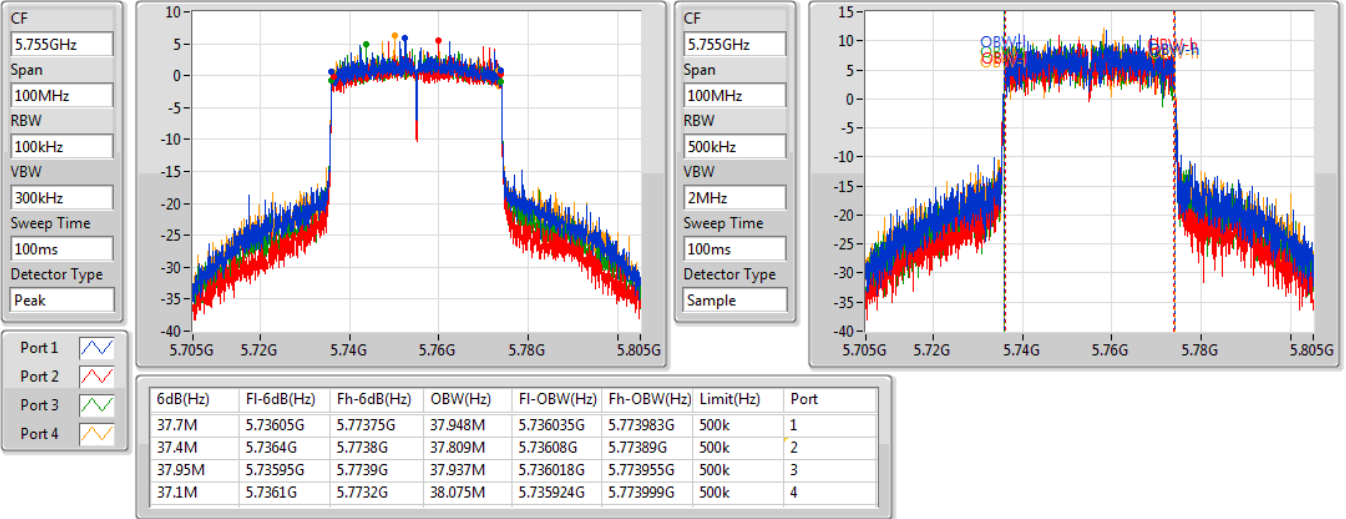 CF
5.755GHz
Span
100MHz
RBW
100kHz
VBW
300kHz
Sweep Time
100ms
Detector Type
Peak
10
5
0
-5
-10
-15
-20
-25
-30
-35
-40
5.705G 5.72G 5.74G 5.76G 5.78G 5.805G
CF
5.755GHz
Span
100MHz
RBW
500kHz
VBW
2MHz
Sweep Time
100ms
Detector Type
Sample
15
10
5
0
-5
-10
-15
-20
-25
-30
-35
-40
OBW-h
5.705G 5.72G 5.74G 5.76G 5.78G 5.805G
Port 1
Port 2
Port 3
Port 4
6dB(Hz) Fl-6dB(Hz) Fh-6dB(Hz) OBW(Hz) Fl-OBW(Hz) Fh-OBW(Hz) Limit(Hz) Port
37.7M 5.73605G 5.77375G 37.948M 5.736035G 5.773983G 500k 1
37.4M 5.7364G 5.7738G 37.809M 5.73608G 5.77389G 500k 2
37.95M 5.73595G 5.7739G 37.937M 5.736018G 5.773955G 500k 3
37.1M 5.7361G 5.7732G 38.075M 5.735924G 5.773999G 500k 4